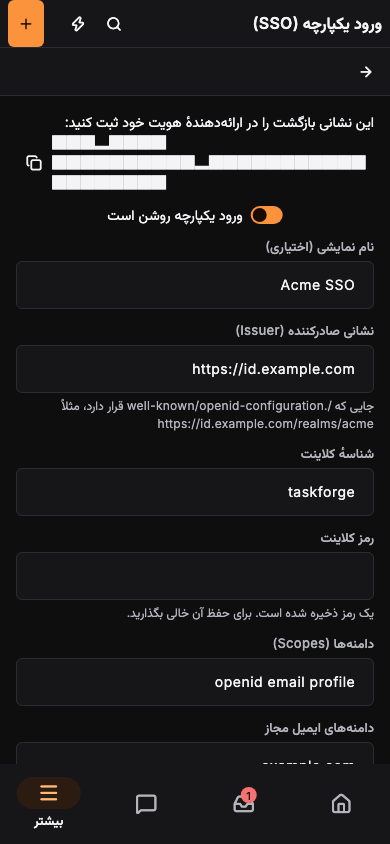 ورود یکپارچه (SSO)
این نشانی بازگشت را در ارائه‌دهندهٔ هویت خود ثبت کنید:
ورود یکپارچه روشن است
نام نمایشی (اختیاری)
Acme SSO
نشانی صادرکننده (Issuer)
https://id.example.com
جایی که /.well-known/openid-configuration قرار دارد، مثلاً
https://id.example.com/realms/acme
شناسهٔ کلاینت
taskforge
رمز کلاینت
یک رمز ذخیره شده است. برای حفظ آن خالی بگذارید.
دامنه‌ها (Scopes)
openid email profile
دامنه‌های ایمیل مجاز
example.com
1
بیشتر